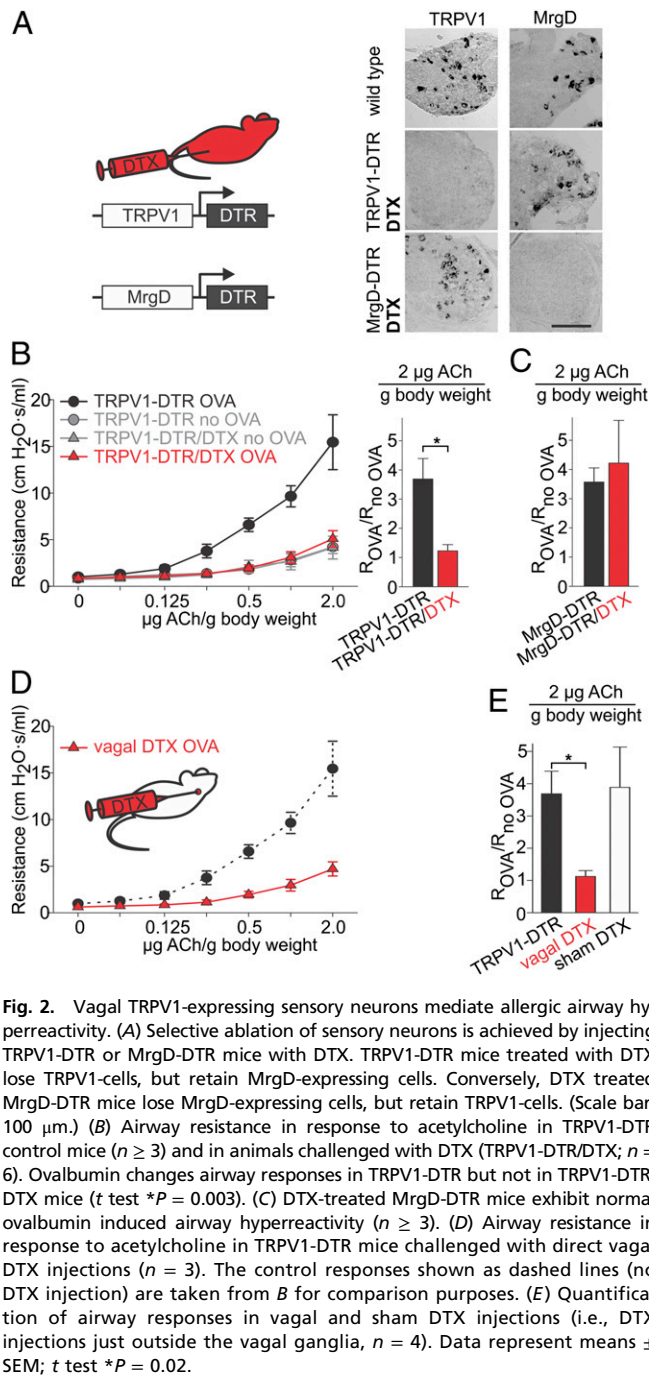 A
TRPV1 MrgD
wild type
TRPV1-DTR
DTX
MrgD-DTR
DTX
DTX
TRPV1 DTR
MrgD DTR
B
Resistance (cm H₂O·s/ml)
20
15
10
5
0
TRPV1-DTR OVA
TRPV1-DTR no OVA
TRPV1-DTR/DTX no OVA
TRPV1-DTR/DTX OVA
0 0.125 0.5 2.0
µg ACh/g body weight
2 µg ACh
g body weight
R_OVA/R_no OVA
5
4
3
2
1
0
*
TRPV1-DTR
TRPV1-DTR/DTX
C
2 µg ACh
g body weight
R_OVA/R_no OVA
5
4
3
2
1
0
MrgD-DTR
MrgD-DTR/DTX
D
Resistance (cm H₂O·s/ml)
20
15
10
5
0
vagal DTX OVA
DTX
0 0.125 0.5 2.0
µg ACh/g body weight
E
2 µg ACh
g body weight
R_OVA/R_no OVA
5
4
3
2
1
0
*
TRPV1-DTR
vagal DTX
sham DTX
Fig. 2. Vagal TRPV1-expressing sensory neurons mediate allergic airway hy-
perreactivity. (A) Selective ablation of sensory neurons is achieved by injecting
TRPV1-DTR or MrgD-DTR mice with DTX. TRPV1-DTR mice treated with DTX
lose TRPV1-cells, but retain MrgD-expressing cells. Conversely, DTX treated
MrgD-DTR mice lose MrgD-expressing cells, but retain TRPV1-cells. (Scale bar,
100 µm.) (B) Airway resistance in response to acetylcholine in TRPV1-DTR
control mice (n ≥ 3) and in animals challenged with DTX (TRPV1-DTR/DTX; n =
6). Ovalbumin changes airway responses in TRPV1-DTR but not in TRPV1-DTR/
DTX mice (t test *P = 0.003). (C) DTX-treated MrgD-DTR mice exhibit normal
ovalbumin induced airway hyperreactivity (n ≥ 3). (D) Airway resistance in
response to acetylcholine in TRPV1-DTR mice challenged with direct vagal
DTX injections (n = 3). The control responses shown as dashed lines (no
DTX injection) are taken from B for comparison purposes. (E) Quantifica-
tion of airway responses in vagal and sham DTX injections (i.e., DTX
injections just outside the vagal ganglia, n = 4). Data represent means ±
SEM; t test *P = 0.02.